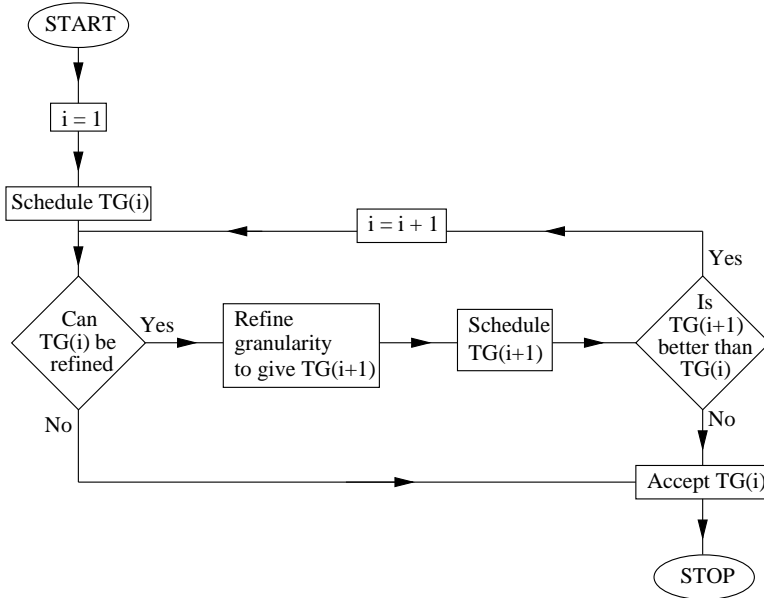 START
i = 1
Schedule TG(i)
i = i + 1
Yes
Can
TG(i) be
refined
Yes
Refine
granularity
to give TG(i+1)
Schedule
TG(i+1)
Is
TG(i+1)
better than
TG(i)
No
No
Accept TG(i)
STOP